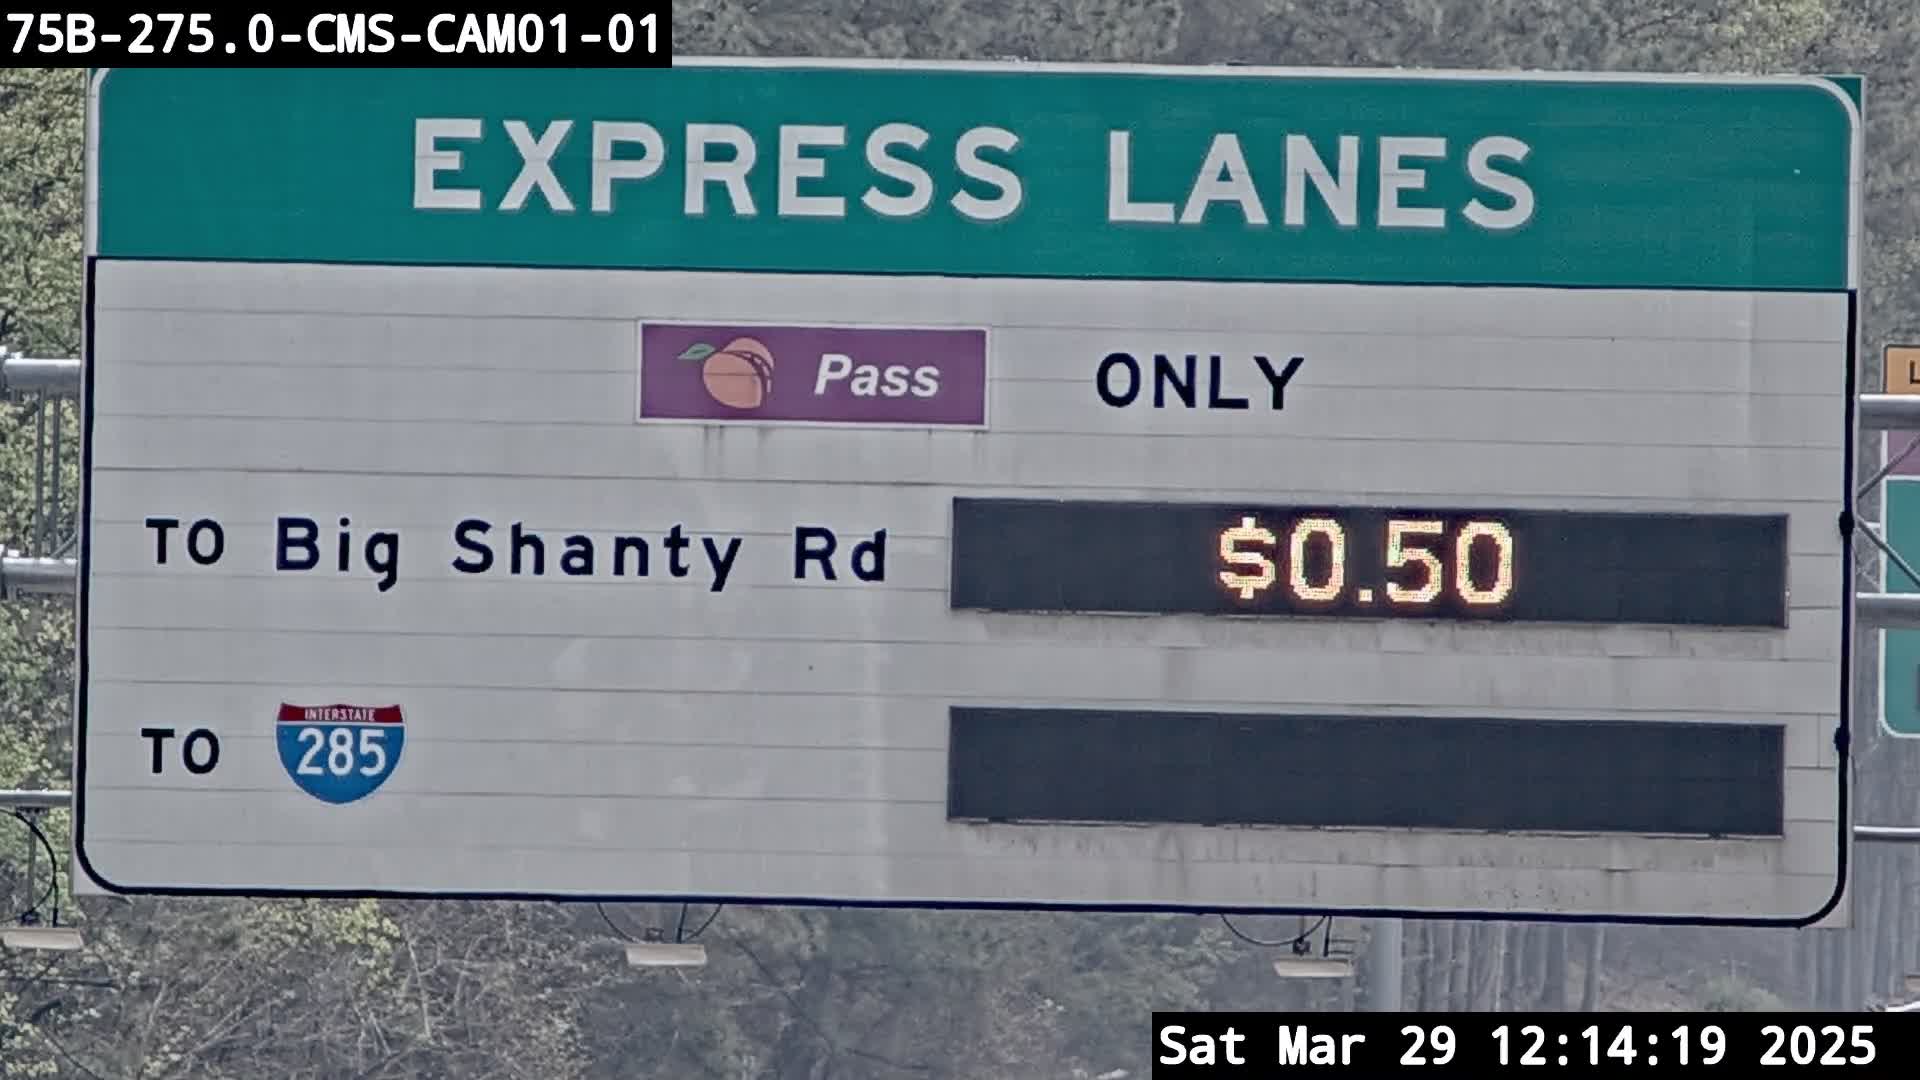 75B-275.0-CMS-CAM01-01
EXPRESS LANES
Pass ONLY
TO Big Shanty Rd $0.50
TO INTERSTATE 285
Sat Mar 29 12:14:19 2025